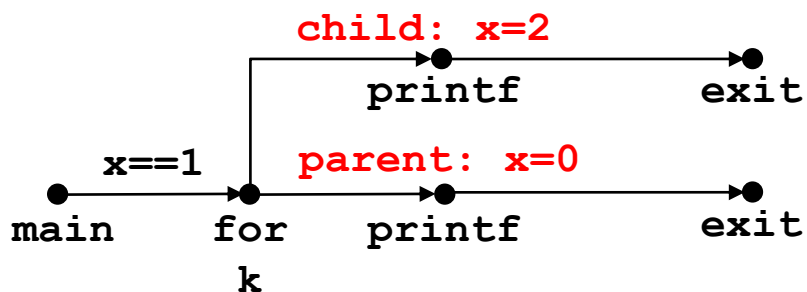 child: x=2
printf exit
x==1 parent: x=0
main for printf exit
k